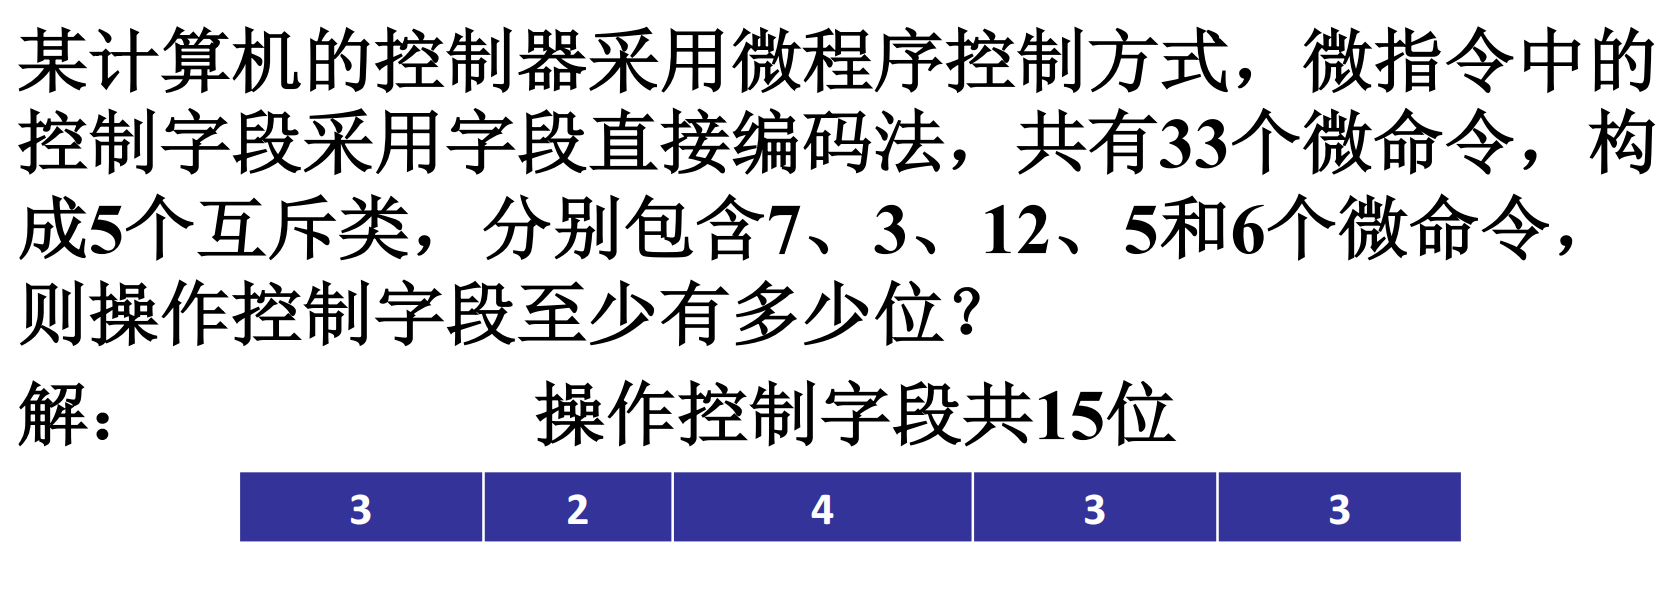 某计算机的控制器采用微程序控制方式，微指令中的
控制字段采用字段直接编码法，共有33个微命令，构
成5个互斥类，分别包含7、3、12、5和6个微命令，
则操作控制字段至少有多少位？
解： 操作控制字段共15位
3 2 4 3 3